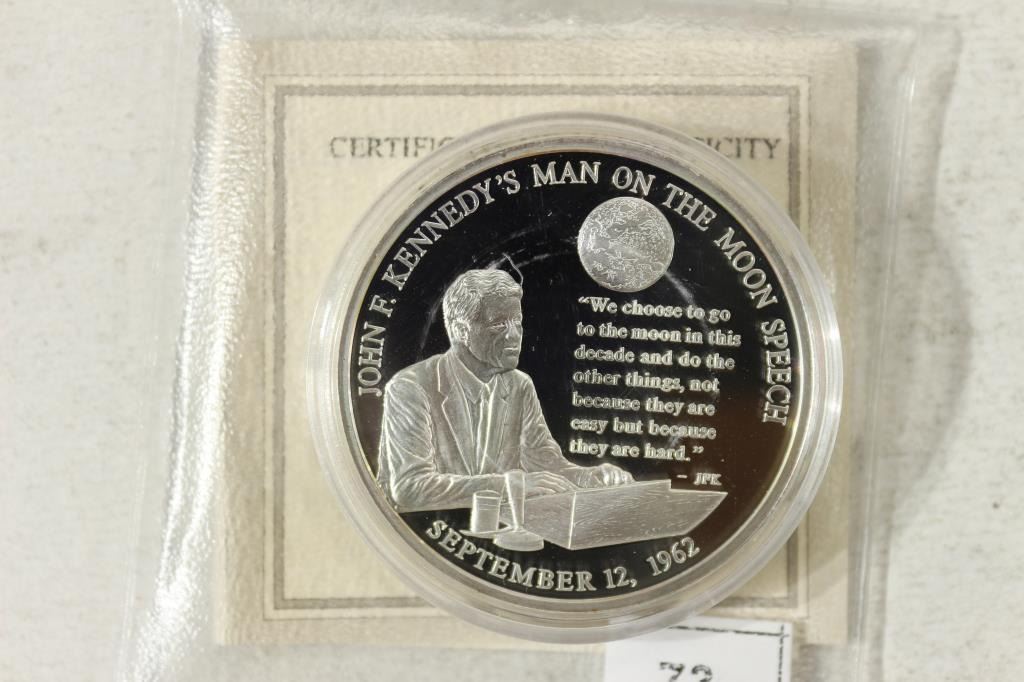 CERTIFIC ICITY
JOHN F. KENNEDY'S MAN ON THE MOON SPEECH
“We choose to go
to the moon in this
decade and do the
other things, not
because they are
easy but because
they are hard.”
– JFK
SEPTEMBER 12, 1962